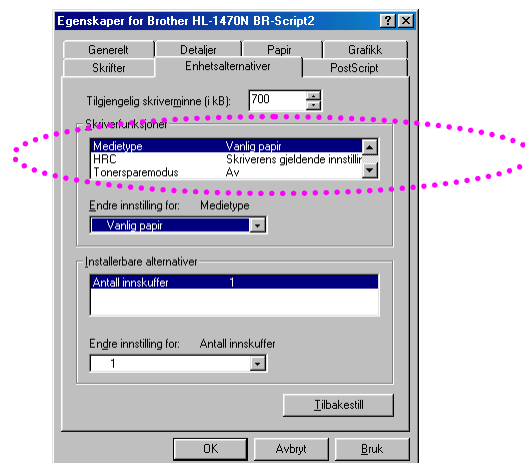 Egenskaper for Brother HL-1470N BR-Script2
Generelt Detaljer Papir Grafikk
Skrifter Enhetsalternativer PostScript
Tilgjengelig skriverminne (i kB): 700
Skriverfunksjoner
Medietype Vanlig papir
HRC Skriverens gjeldende innstillir
Tonersparemodus Av
Endre innstilling for: Medietype
Vanlig papir
Installerbare alternativer
Antall innskuffer 1
Endre innstilling for: Antall innskuffer
1
Tilbakestill
OK Avbryt Bruk